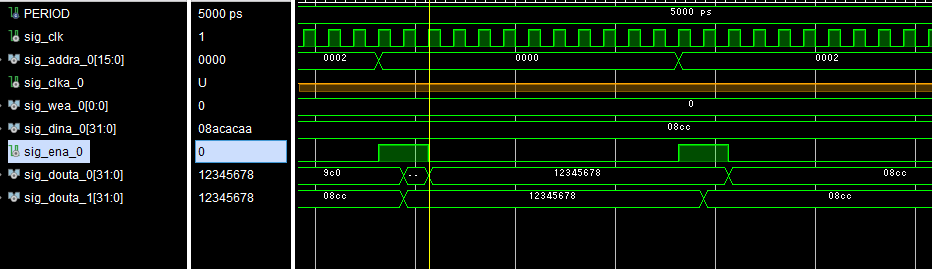 PERIOD 5000 ps 5000 ps
sig_clk 1
sig_addra_0[15:0] 0000 0002 0000 0002
sig_clka_0 U
sig_wea_0[0:0] 0 0
sig_dina_0[31:0] 08acacaa 08cc
sig_ena_0 0
sig_douta_0[31:0] 12345678 9c0 .. 12345678 08cc
sig_douta_1[31:0] 12345678 08cc 12345678 08cc